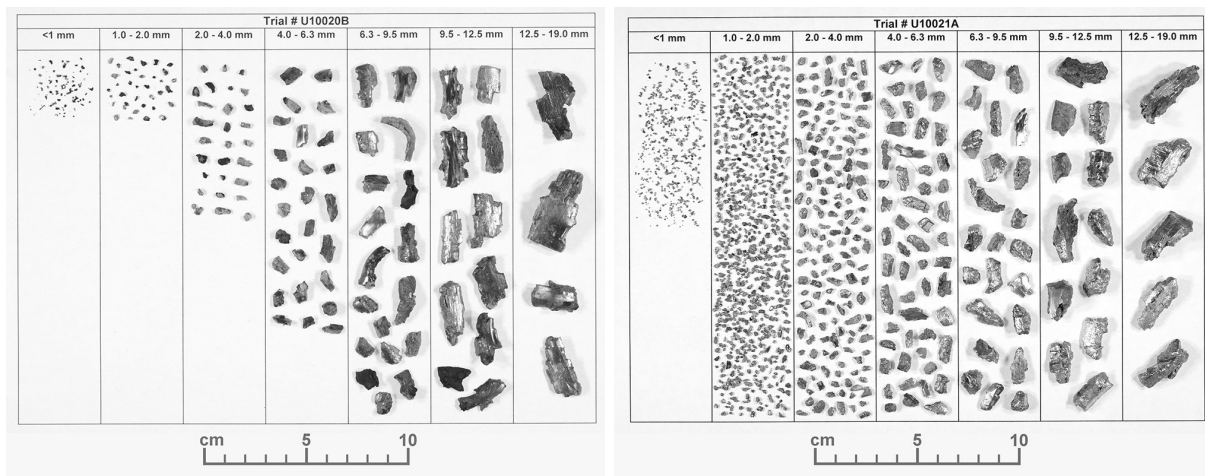 Trial # U10020B
<1 mm 1.0 - 2.0 mm 2.0 - 4.0 mm 4.0 - 6.3 mm 6.3 - 9.5 mm 9.5 - 12.5 mm 12.5 - 19.0 mm
cm 5 10
Trial # U10021A
<1 mm 1.0 - 2.0 mm 2.0 - 4.0 mm 4.0 - 6.3 mm 6.3 - 9.5 mm 9.5 - 12.5 mm 12.5 - 19.0 mm
cm 5 10